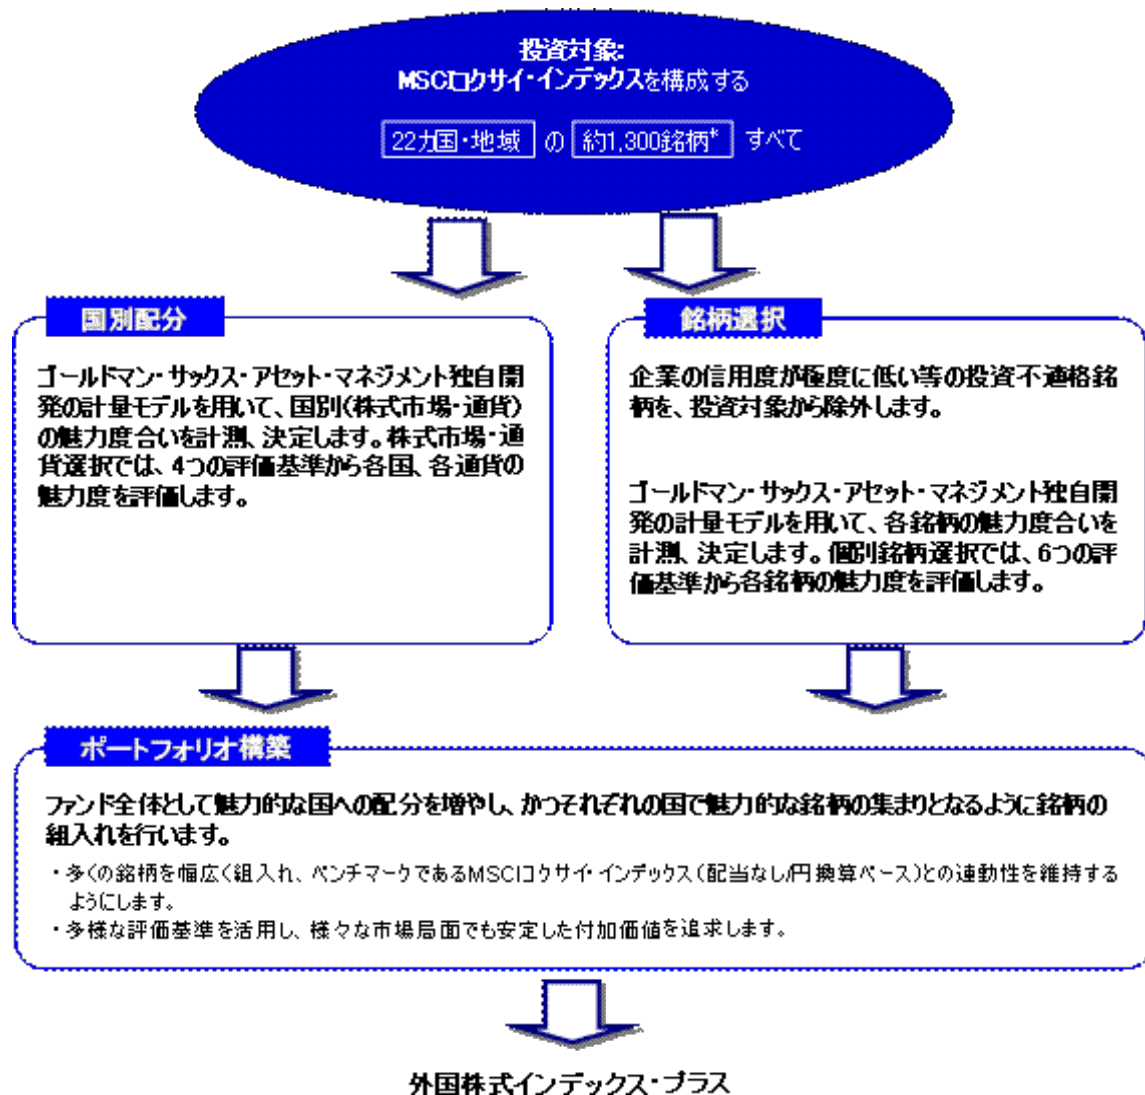 投資対象:
MSCIコクサイ・インデックスを構成する
22カ国・地域 の 約1,300銘柄* すべて
国別配分
ゴールドマン・サックス・アセット・マネジメント独自開
発の計量モデルを用いて、国別(株式市場・通貨)
の魅力度合いを計測、決定します。株式市場・通
貨選択では、4つの評価基準から各国、各通貨の
魅力度を評価します。
銘柄選択
企業の信用度が極度に低い等の投資不適格銘
柄を、投資対象から除外します。
ゴールドマン・サックス・アセット・マネジメント独自開
発の計量モデルを用いて、各銘柄の魅力度合いを
計測、決定します。個別銘柄選択では、6つの評
価基準から各銘柄の魅力度を評価します。
ポートフォリオ構築
ファンド全体として魅力的な国への配分を増やし、かつそれぞれの国で魅力的な銘柄の集まりとなるように銘柄の
組入れを行います。
・多くの銘柄を幅広く組入れ、ベンチマークであるMSCIコクサイ・インデックス(配当なし/円換算ベース)との連動性を維持する
ようにします。
・多様な評価基準を活用し、様々な市場局面でも安定した付加価値を追求します。
外国株式インデックス・プラス